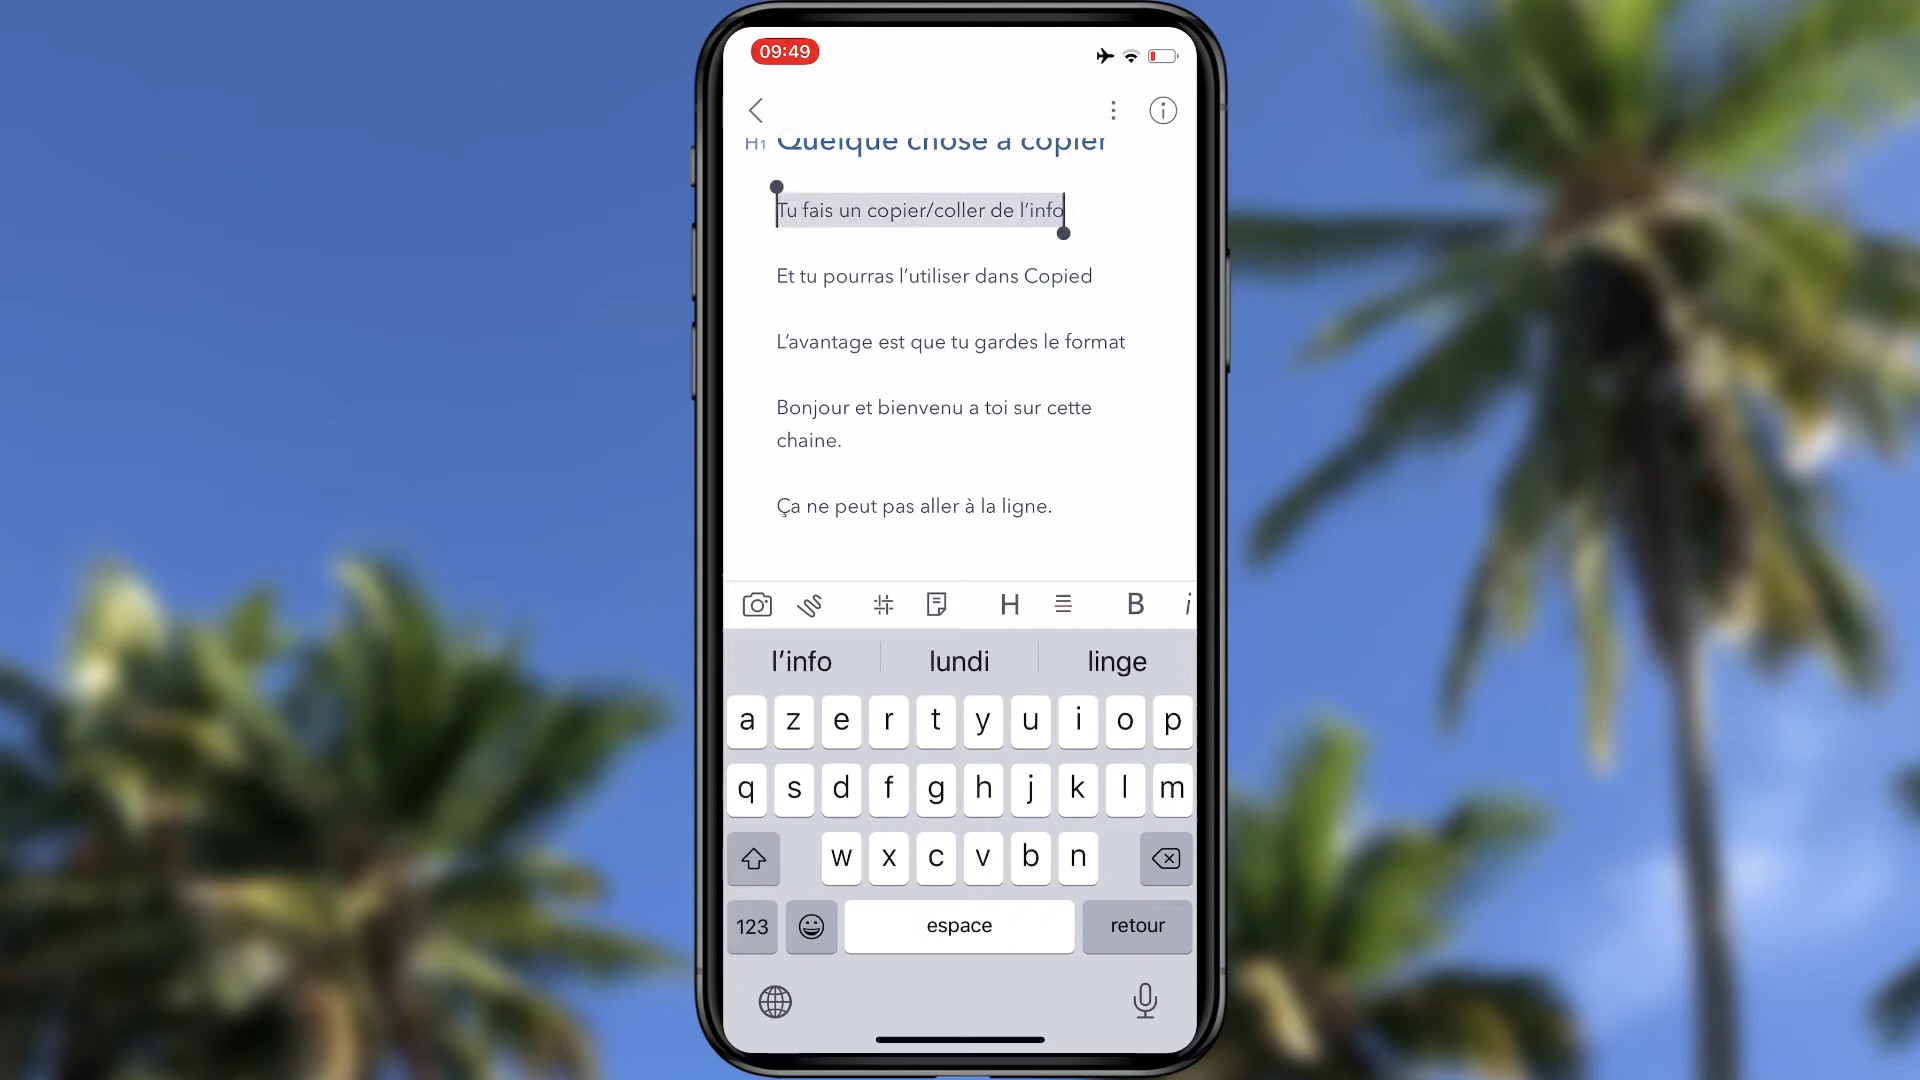 09:49
H1 Quelque chose à copier
Tu fais un copier/coller de l’info
Et tu pourras l’utiliser dans Copied
L’avantage est que tu gardes le format
Bonjour et bienvenu a toi sur cette
chaine.
Ça ne peut pas aller à la ligne.
H B i
l’info lundi linge
a z e r t y u i o p
q s d f g h j k l m
w x c v b n
123 espace retour